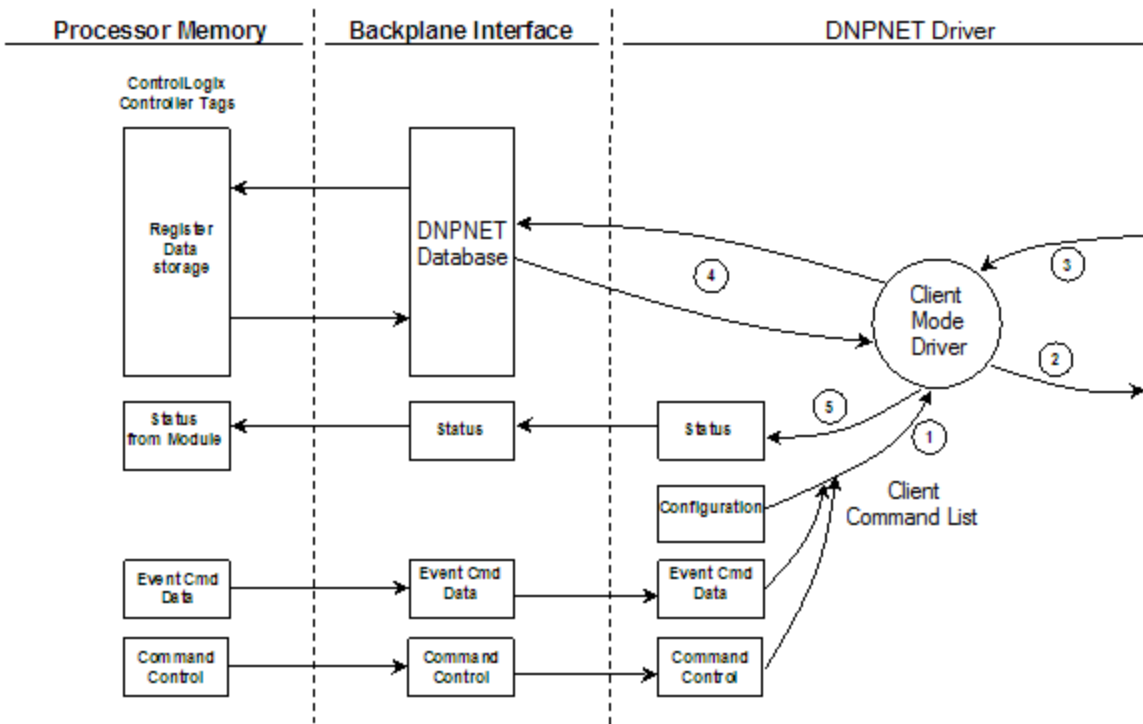 Processor Memory
Backplane Interface
DNPNET Driver
ControlLogix
Controller Tags
Register
Data
storage
DNPNET
Database
4
Client
Mode
Driver
3
2
Status
from Module
Status
Status
5
1
Configuration
Client
Command List
Event Cmd
Data
Event Cmd
Data
Event Cmd
Data
Command
Control
Command
Control
Command
Control